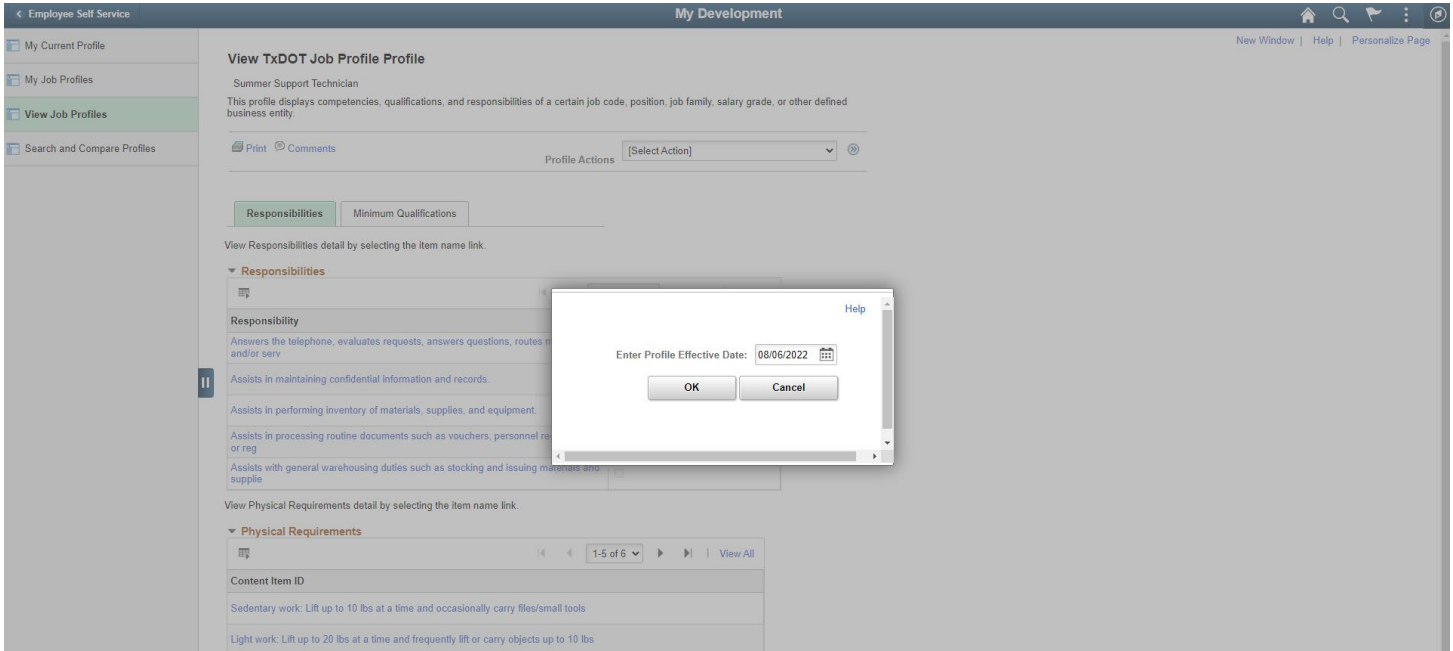 Employee Self Service
My Development
New Window | Help | Personalize Page
My Current Profile
My Job Profiles
View Job Profiles
Search and Compare Profiles
View TxDOT Job Profile Profile
Summer Support Technician
This profile displays competencies, qualifications, and responsibilities of a certain job code, position, job family, salary grade, or other defined
business entity.
Print Comments
Profile Actions [Select Action]
Responsibilities Minimum Qualifications
View Responsibilities detail by selecting the item name link.
Responsibilities
Responsibility
Answers the telephone, evaluates requests, answers questions, routes
and/or serv
Assists in maintaining confidential information and records.
Assists in performing inventory of materials, supplies, and equipment.
Assists in processing routine documents such as vouchers, personnel
or reg
Assists with general warehousing duties such as stocking and issuing materials and
supplie
Help
Enter Profile Effective Date: 08/06/2022
OK Cancel
View Physical Requirements detail by selecting the item name link.
Physical Requirements
1-5 of 6 | View All
Content Item ID
Sedentary work: Lift up to 10 lbs at a time and occasionally carry files/small tools
Light work: Lift up to 20 lbs at a time and frequently lift or carry objects up to 10 lbs